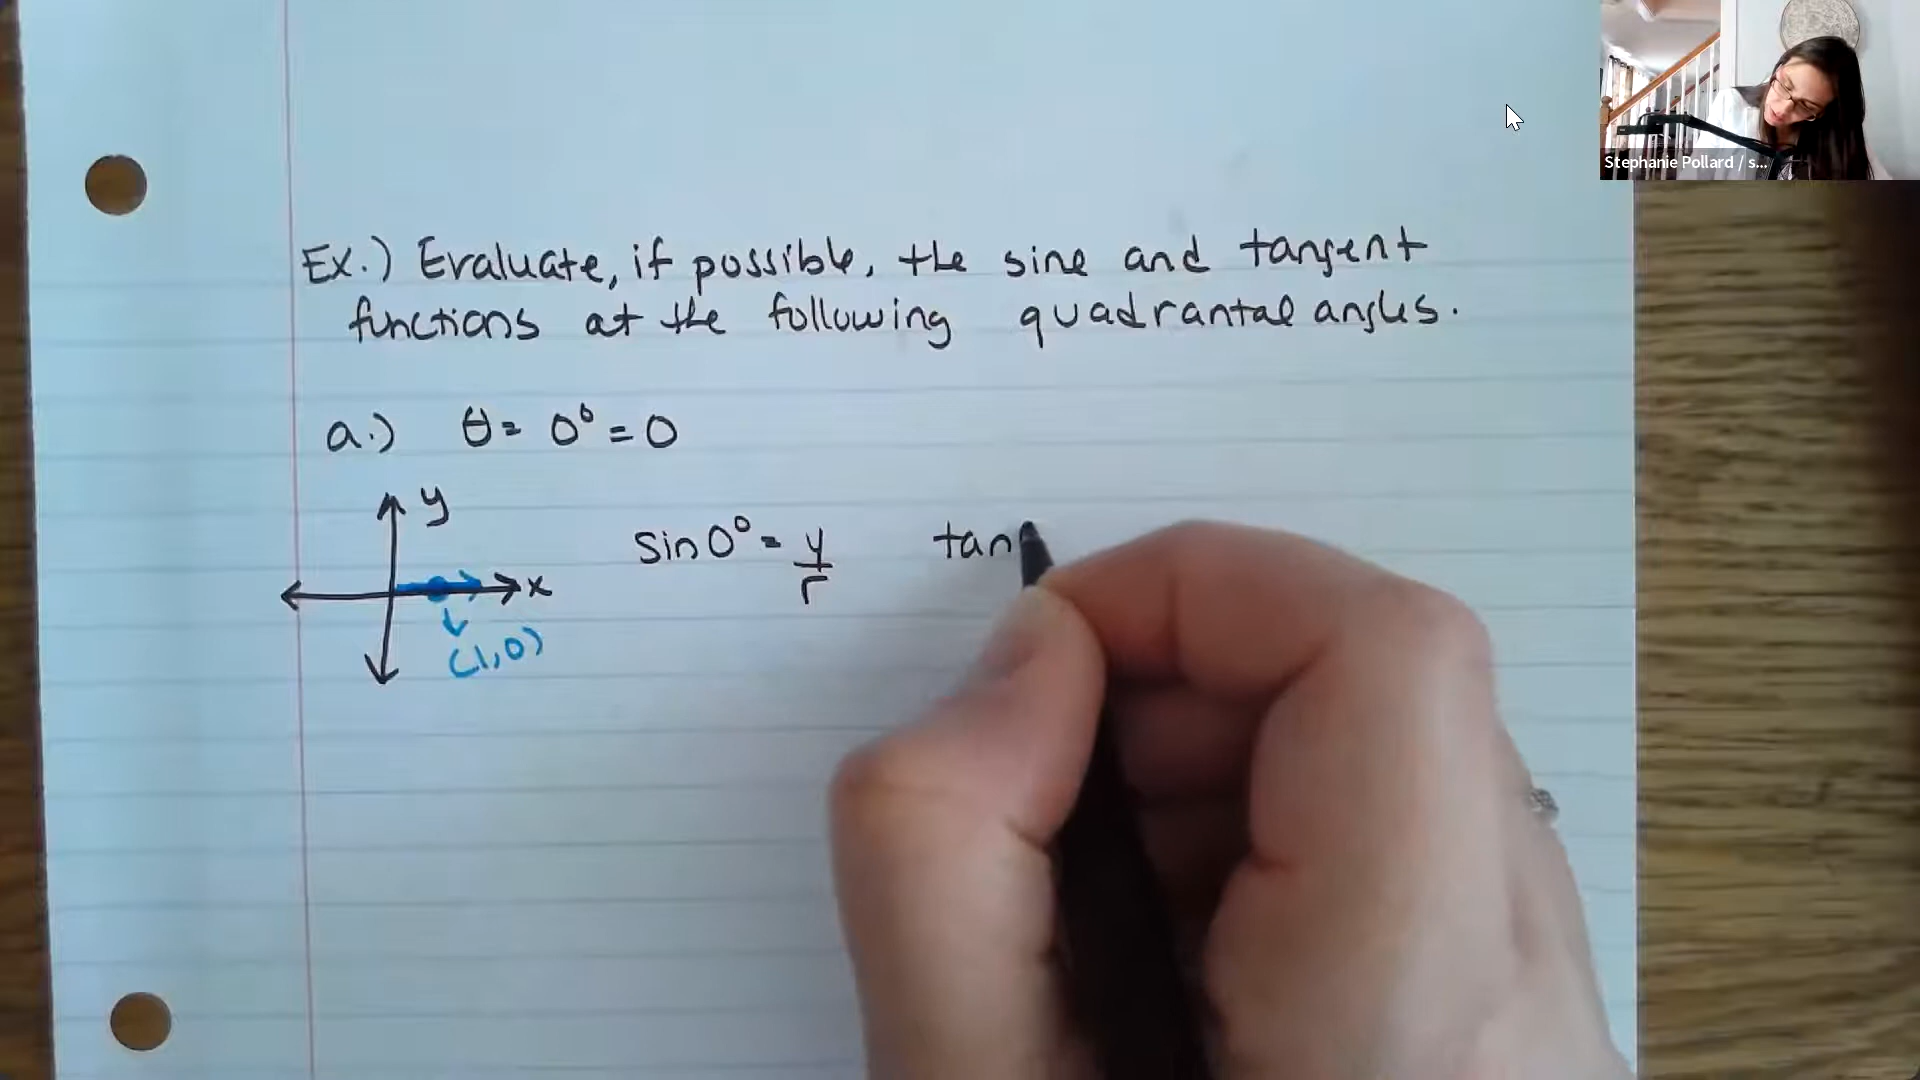 Stephanie Pollard / s...
Ex.) Evaluate, if possible, the sine and tangent
functions at the following quadrantal angles.
a.) θ = 0° = 0
y
x
(1,0)
sin 0° = y/r
tan